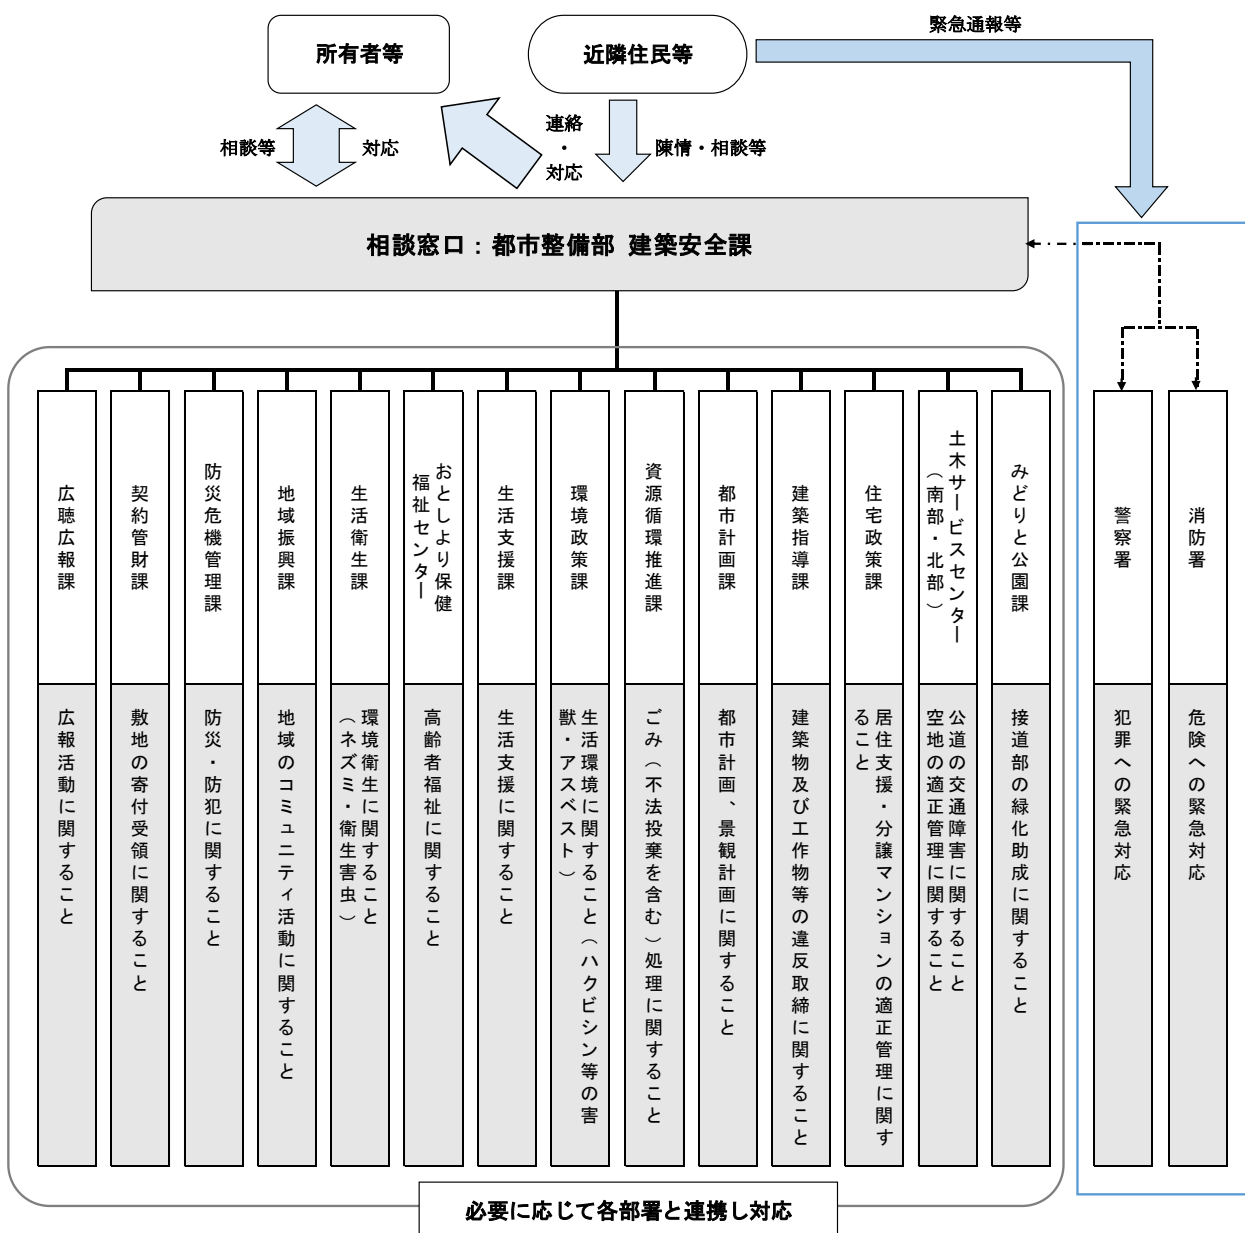 緊急通報等
所有者等
近隣住民等
相談等
対応
連絡
・
対応
陳情・相談等
相談窓口：都市整備部 建築安全課
広聴広報課
広報活動に関すること
契約管財課
敷地の寄付受領に関すること
防災危機管理課
防災・防犯に関すること
地域振興課
地域のコミュニティ活動に関すること
生活衛生課
環境衛生に関すること
（ネズミ・衛生害虫）
おとしより保健
福祉センター
高齢者福祉に関すること
生活支援課
生活支援に関すること
環境政策課
生活環境に関すること（ハクビシン等の害
獣・アスベスト）
資源循環推進課
ごみ（不法投棄を含む）処理に関すること
都市計画課
都市計画、景観計画に関すること
建築指導課
建築物及び工作物等の違反取締に関すること
住宅政策課
居住支援・分譲マンションの適正管理に関す
ること
土木サービスセンター
（南部・北部）
公道の交通障害に関すること
空地の適正管理に関すること
みどりと公園課
接道部の緑化助成に関すること
警察署
犯罪への緊急対応
消防署
危険への緊急対応
必要に応じて各部署と連携し対応